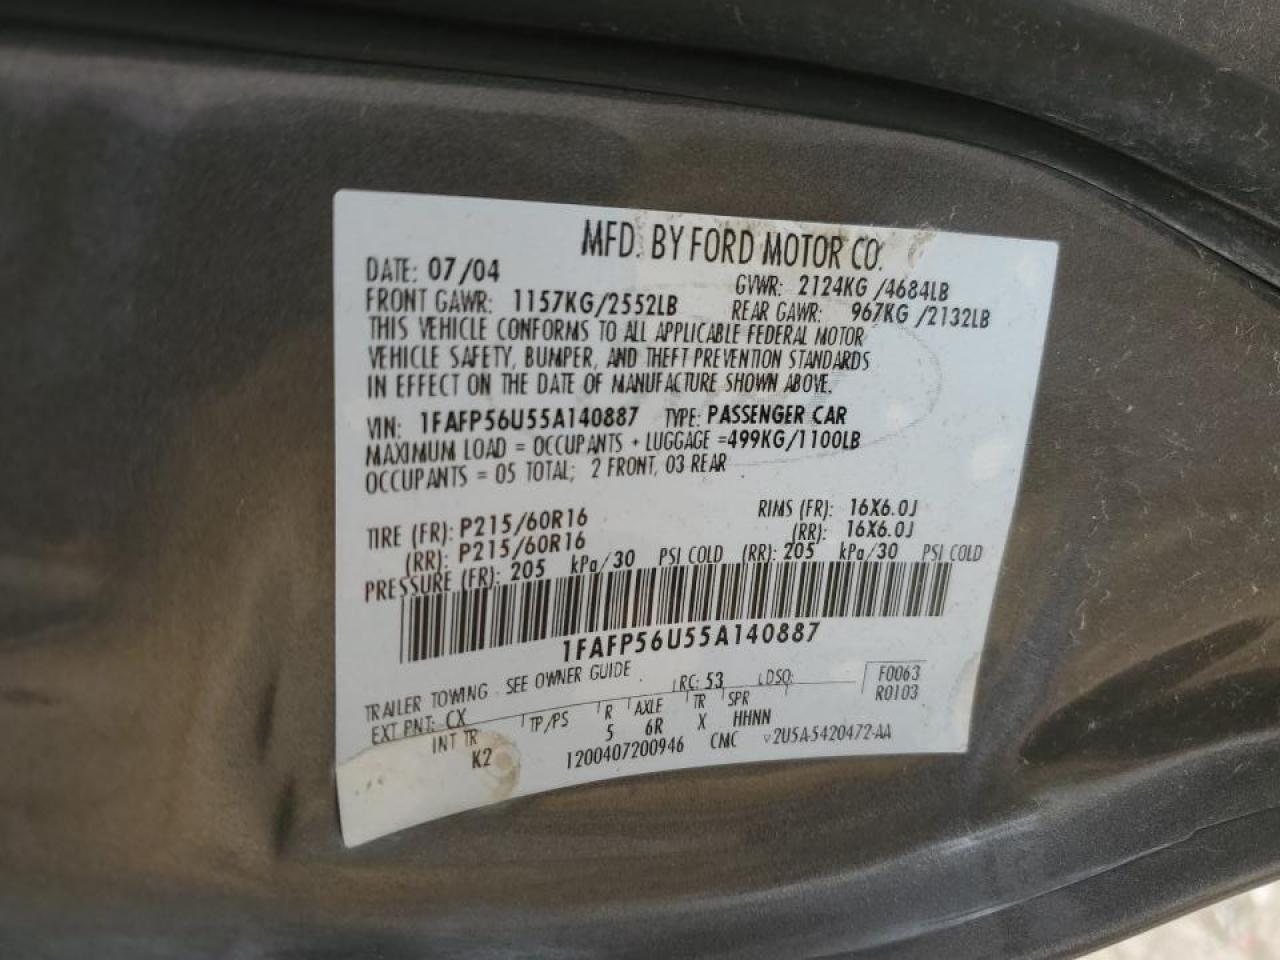 MFD. BY FORD MOTOR CO.
DATE: 07/04 GVWR: 2124KG /4684LB
FRONT GAWR: 1157KG/2552LB REAR GAWR: 967KG /2132LB
THIS VEHICLE CONFORMS TO ALL APPLICABLE FEDERAL MOTOR
VEHICLE SAFETY, BUMPER, AND THEFT PREVENTION STANDARDS
IN EFFECT ON THE DATE OF MANUFACTURE SHOWN ABOVE.
VIN: 1FAFP56U55A140887 TYPE: PASSENGER CAR
MAXIMUM LOAD = OCCUPANTS + LUGGAGE =499KG/1100LB
OCCUPANTS = 05 TOTAL; 2 FRONT, 03 REAR
TIRE (FR): P215/60R16 RIMS (FR): 16X6.0J
(RR): P215/60R16 (RR): 16X6.0J
PRESSURE (FR): 205 kPa/30 PSI COLD (RR): 205 kPa/30 PSI COLD
1FAFP56U55A140887
TRAILER TOWING - SEE OWNER GUIDE RC: 53 DSO: F0063
R0103
EXT PNT: CX TP/PS R AXLE TR SPR
INT TR 5 6R X HHNN
K2 1200407200946 CMC 2U5A-5420472-AA